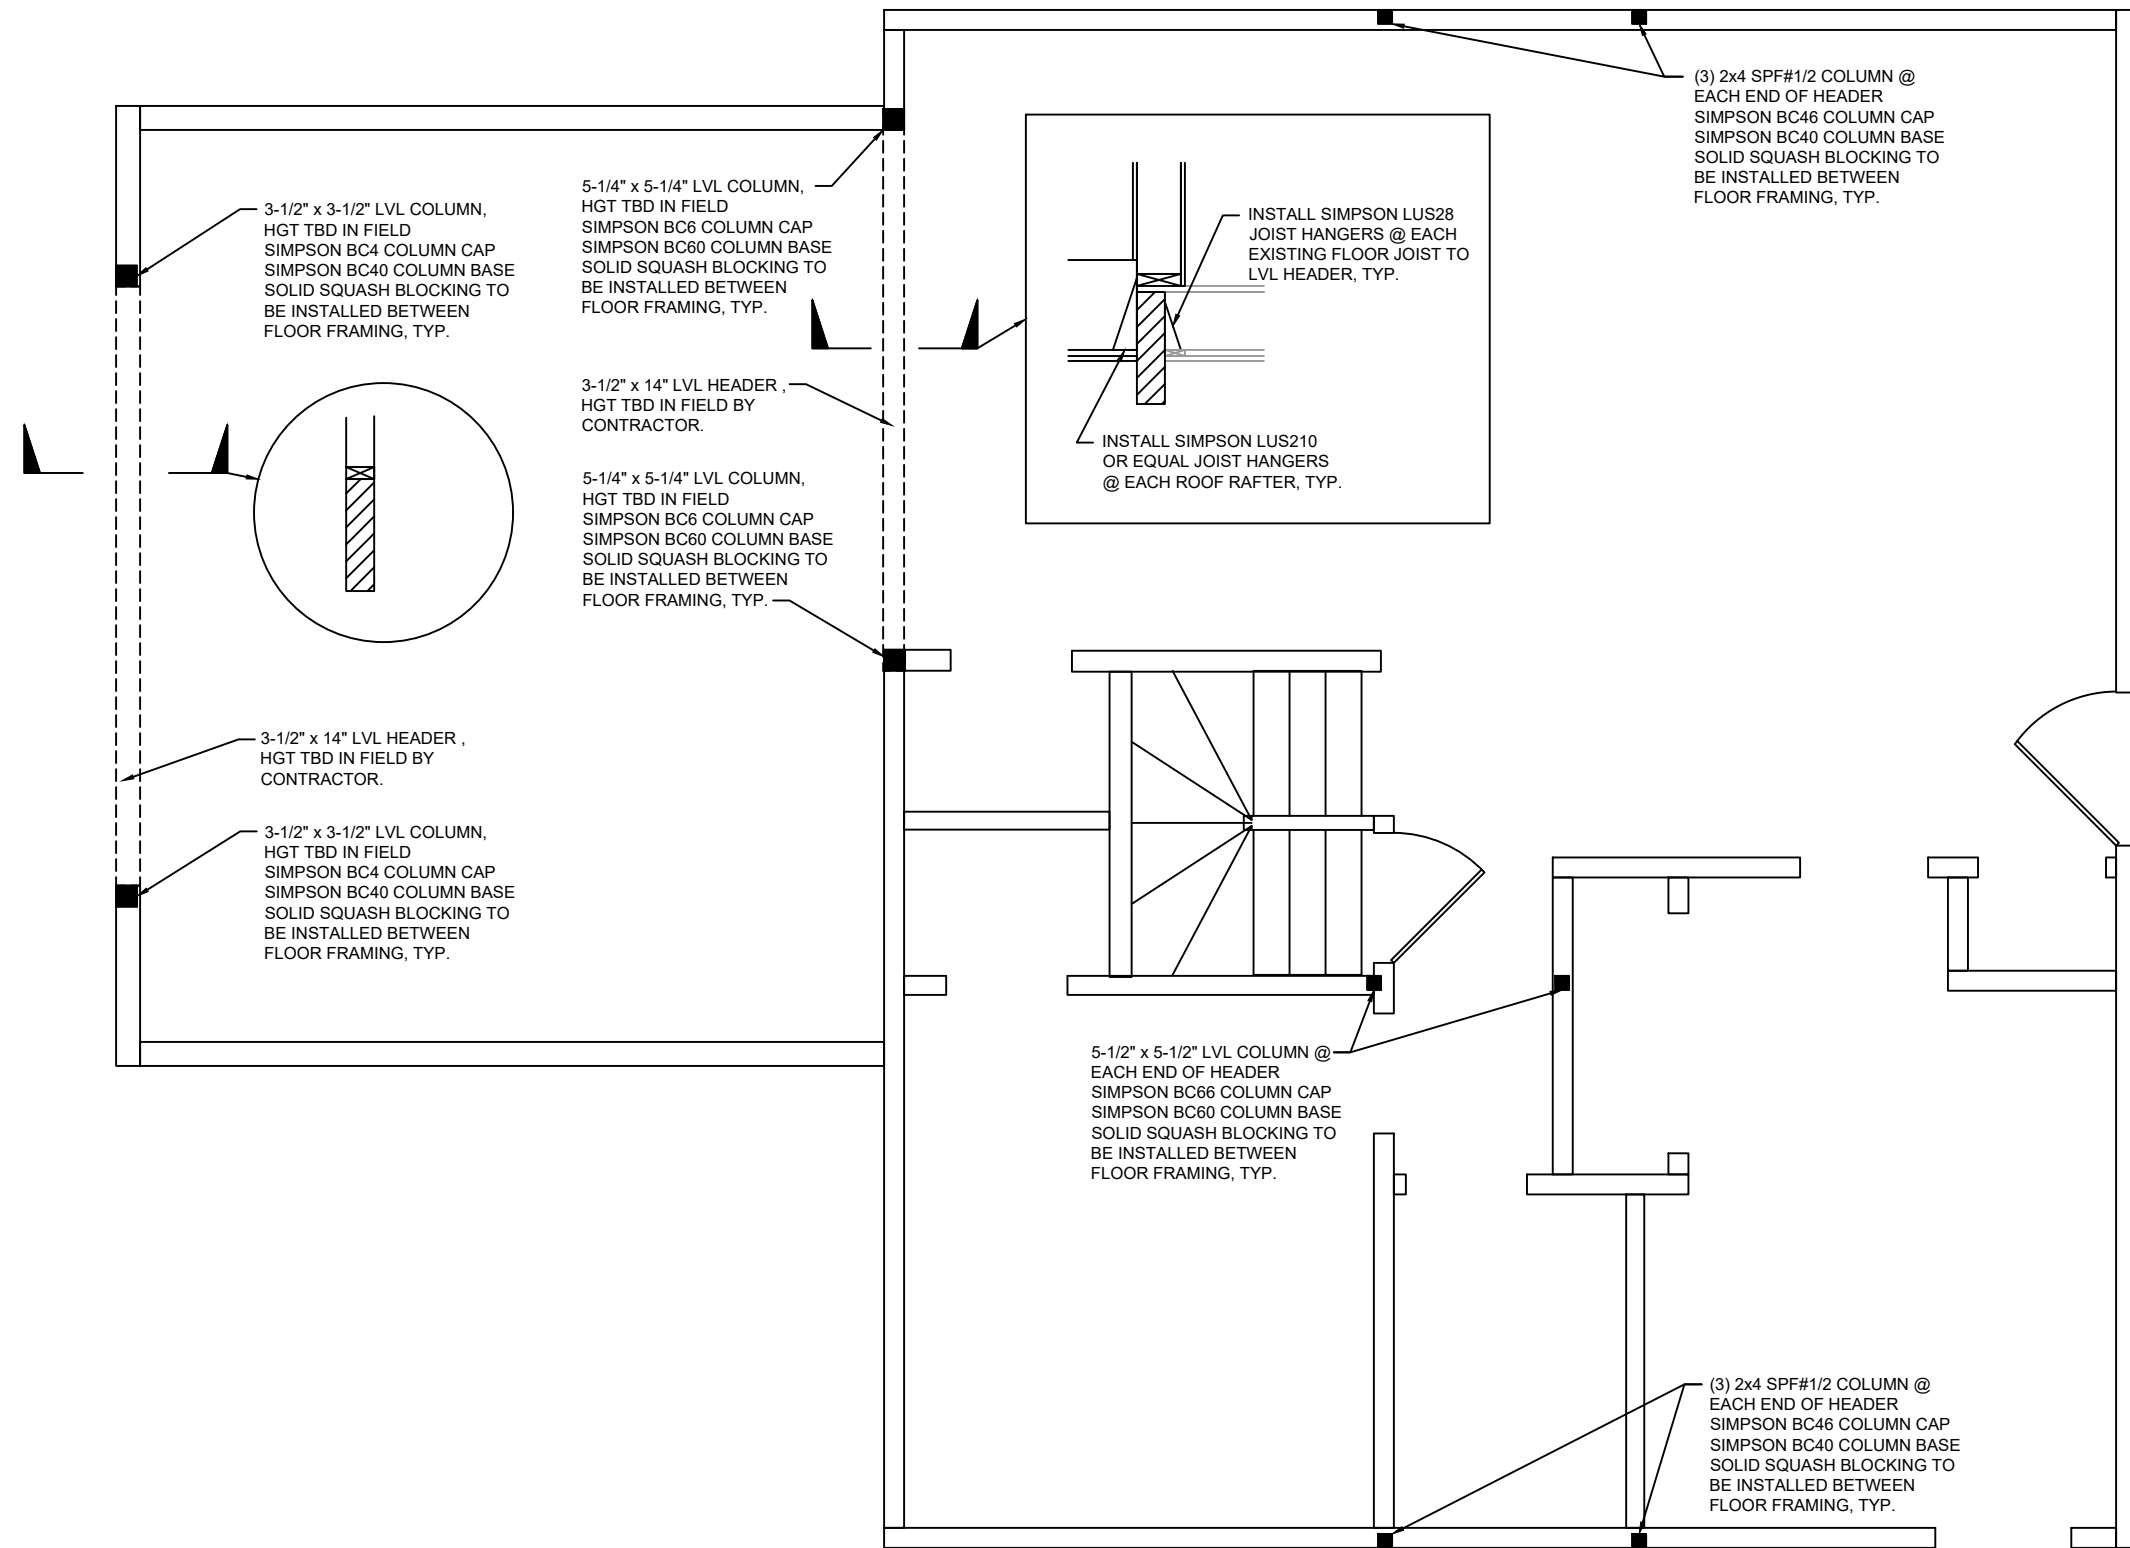 (3) 2x4 SPF#1/2 COLUMN @
EACH END OF HEADER
SIMPSON BC46 COLUMN CAP
SIMPSON BC40 COLUMN BASE
SOLID SQUASH BLOCKING TO
BE INSTALLED BETWEEN
FLOOR FRAMING, TYP.
3-1/2" x 3-1/2" LVL COLUMN,
HGT TBD IN FIELD
SIMPSON BC4 COLUMN CAP
SIMPSON BC40 COLUMN BASE
SOLID SQUASH BLOCKING TO
BE INSTALLED BETWEEN
FLOOR FRAMING, TYP.
5-1/4" x 5-1/4" LVL COLUMN,
HGT TBD IN FIELD
SIMPSON BC6 COLUMN CAP
SIMPSON BC60 COLUMN BASE
SOLID SQUASH BLOCKING TO
BE INSTALLED BETWEEN
FLOOR FRAMING, TYP.
INSTALL SIMPSON LUS28
JOIST HANGERS @ EACH
EXISTING FLOOR JOIST TO
LVL HEADER, TYP.
3-1/2" x 14" LVL HEADER ,
HGT TBD IN FIELD BY
CONTRACTOR.
INSTALL SIMPSON LUS210
OR EQUAL JOIST HANGERS
@ EACH ROOF RAFTER, TYP.
5-1/4" x 5-1/4" LVL COLUMN,
HGT TBD IN FIELD
SIMPSON BC6 COLUMN CAP
SIMPSON BC60 COLUMN BASE
SOLID SQUASH BLOCKING TO
BE INSTALLED BETWEEN
FLOOR FRAMING, TYP.
3-1/2" x 14" LVL HEADER ,
HGT TBD IN FIELD BY
CONTRACTOR.
3-1/2" x 3-1/2" LVL COLUMN,
HGT TBD IN FIELD
SIMPSON BC4 COLUMN CAP
SIMPSON BC40 COLUMN BASE
SOLID SQUASH BLOCKING TO
BE INSTALLED BETWEEN
FLOOR FRAMING, TYP.
5-1/2" x 5-1/2" LVL COLUMN @
EACH END OF HEADER
SIMPSON BC66 COLUMN CAP
SIMPSON BC60 COLUMN BASE
SOLID SQUASH BLOCKING TO
BE INSTALLED BETWEEN
FLOOR FRAMING, TYP.
(3) 2x4 SPF#1/2 COLUMN @
EACH END OF HEADER
SIMPSON BC46 COLUMN CAP
SIMPSON BC40 COLUMN BASE
SOLID SQUASH BLOCKING TO
BE INSTALLED BETWEEN
FLOOR FRAMING, TYP.